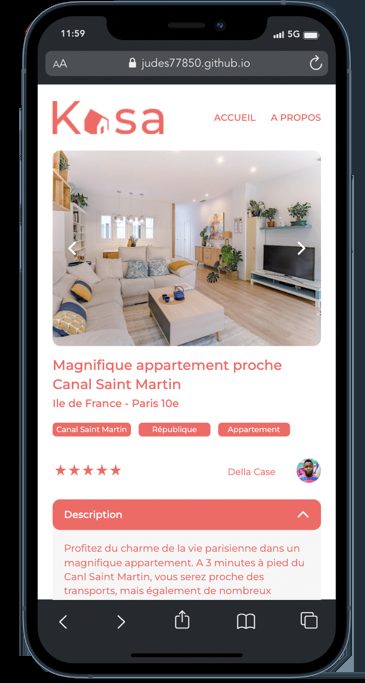 11:59
5G
AA
judes77850.github.io
Kasa
ACCUEIL A PROPOS
Magnifique appartement proche
Canal Saint Martin
Ile de France - Paris 10e
Canal Saint Martin République Appartement
Della Case
Description
Profitez du charme de la vie parisienne dans un
magnifique appartement. A 3 minutes à pied du
Canl Saint Martin, vous serez proche des
transports, mais également de nombreux